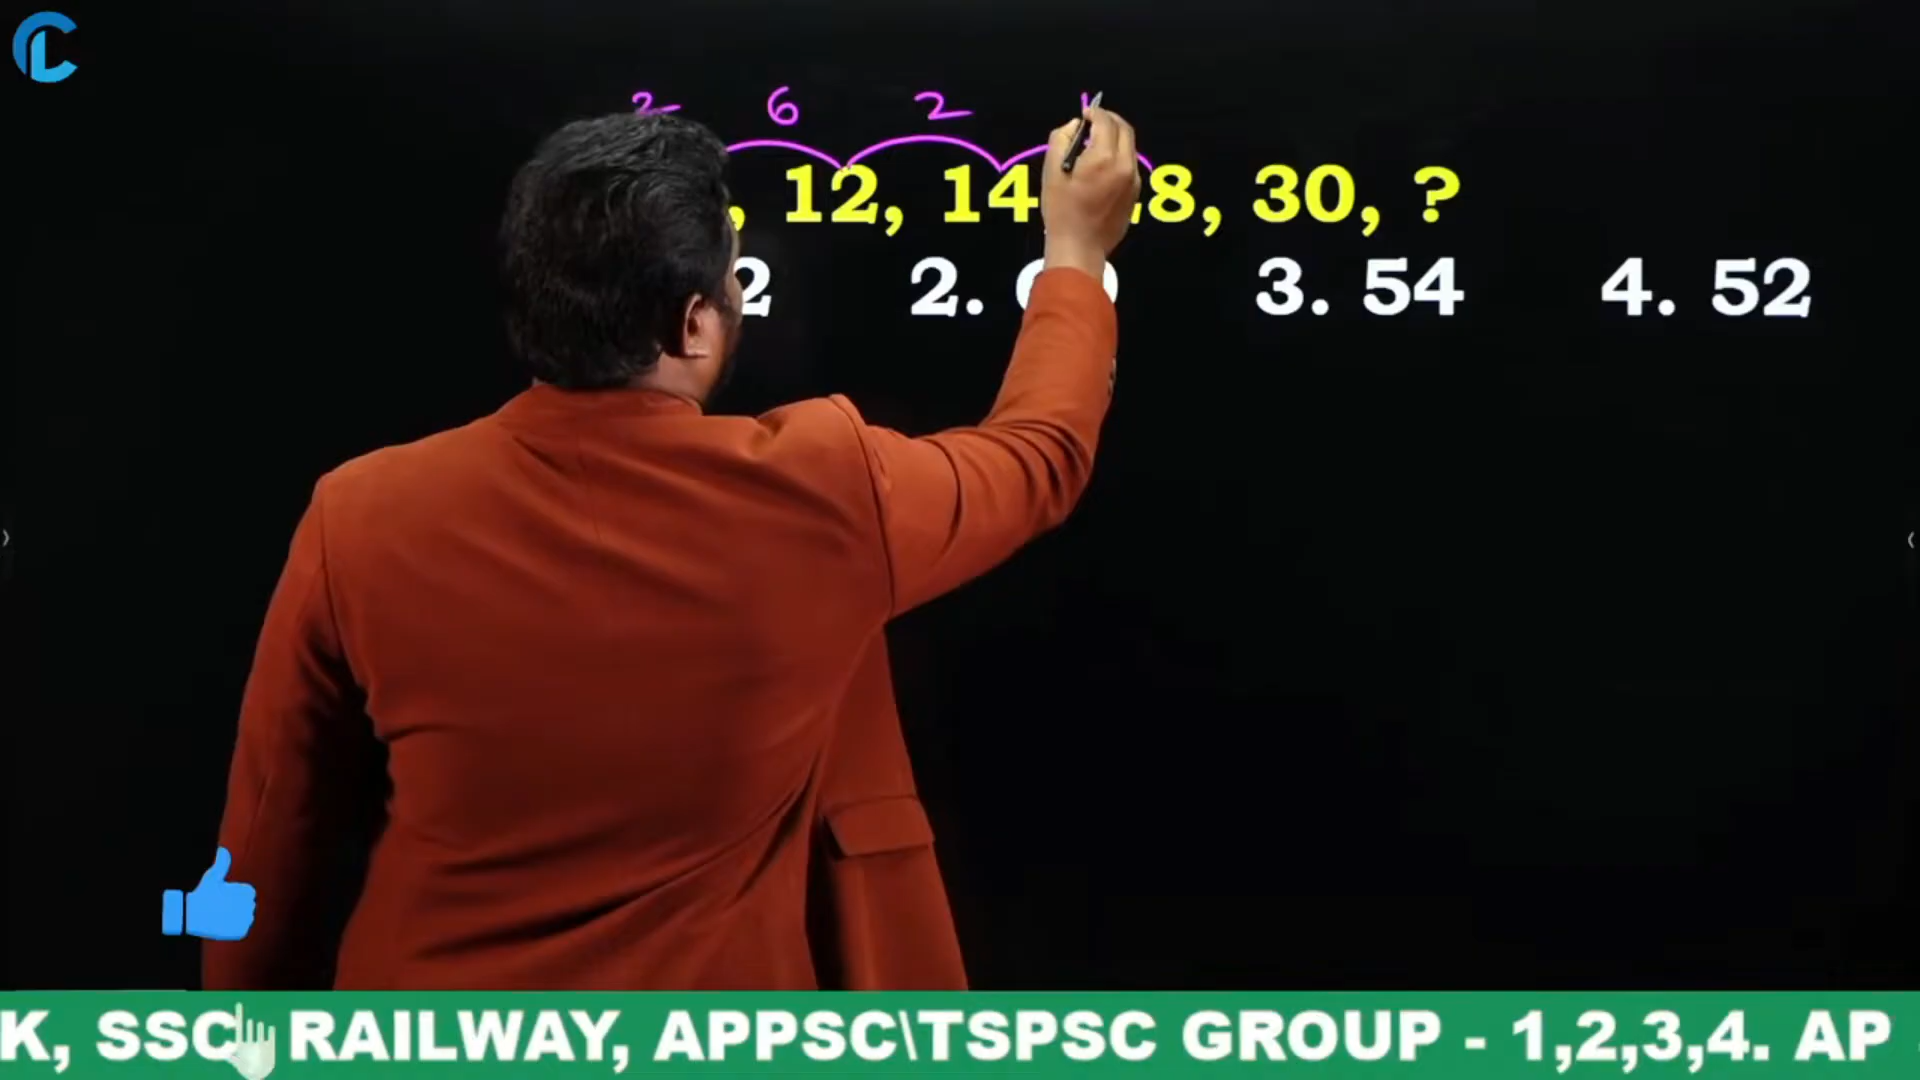 2 6 2
, 12, 14 28, 30, ?
2 2. 3. 54 4. 52
K, SSC, RAILWAY, APPSC\TSPSC GROUP - 1,2,3,4. AP